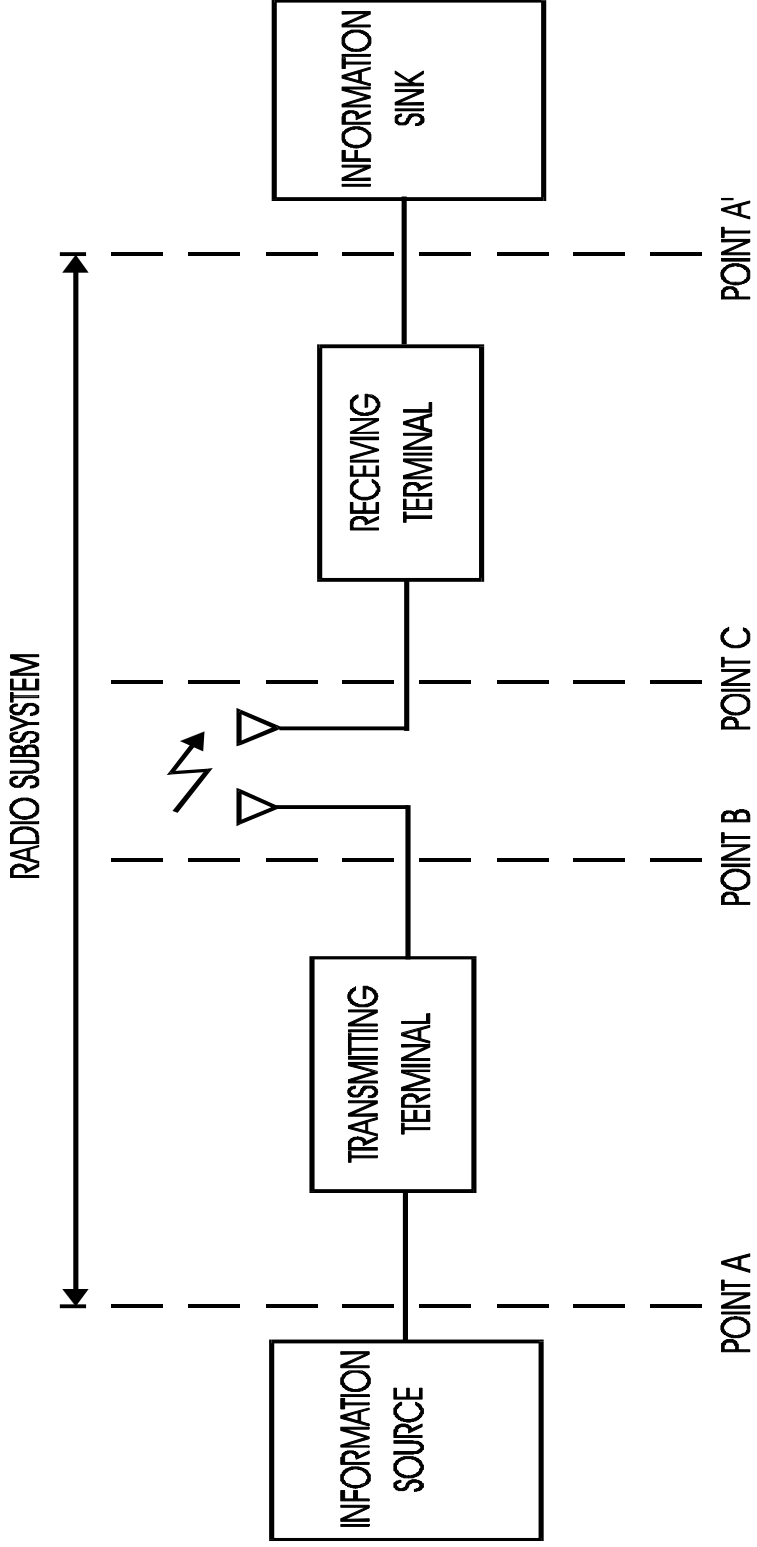 RADIO SUBSYSTEM
INFORMATION
SOURCE
TRANSMITTING
TERMINAL
RECEIVING
TERMINAL
INFORMATION
SINK
POINT A
POINT B
POINT C
POINT A'